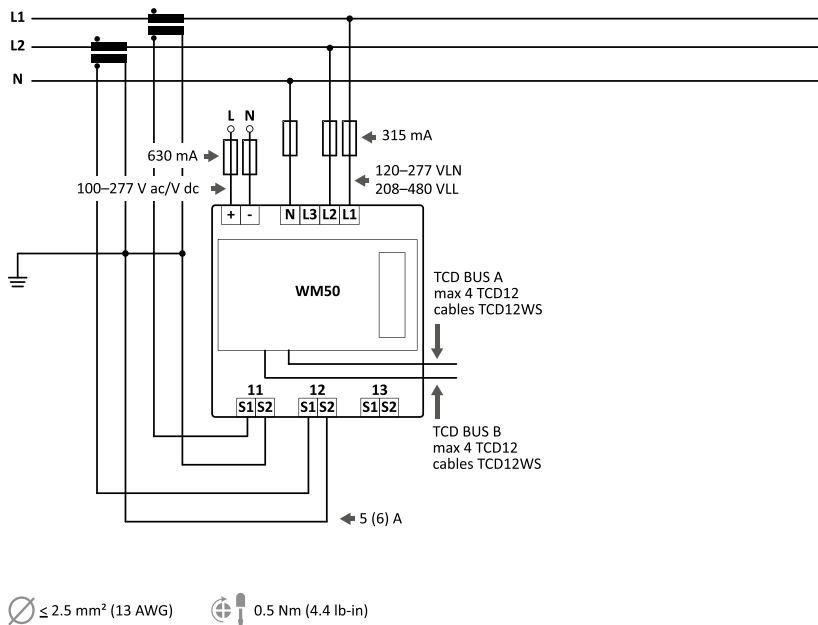 L1
L2
N
L N
630 mA
315 mA
100–277 V ac/V dc
120–277 VLN
208–480 VLL
+ - N L3 L2 L1
WM50
TCD BUS A
max 4 TCD12
cables TCD12WS
11 12 13
S1 S2 S1 S2 S1 S2
TCD BUS B
max 4 TCD12
cables TCD12WS
5 (6) A
≤ 2.5 mm² (13 AWG)
0.5 Nm (4.4 lb-in)